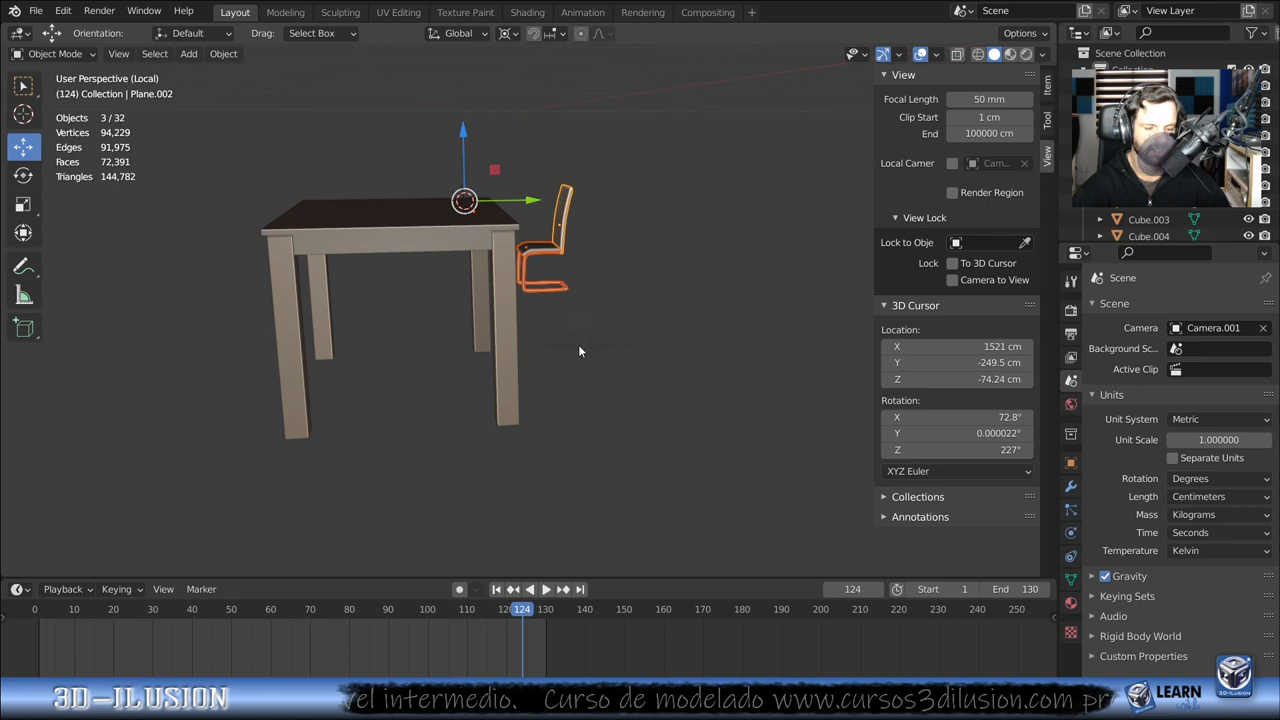 File Edit Render Window Help Layout Modeling Sculpting UV Editing Texture Paint Shading Animation Rendering Compositing + Scene View Layer
Orientation: Default Drag: Select Box Global Options
Object Mode View Select Add Object
User Perspective (Local)
(124) Collection | Plane.002
Objects 3 / 32
Vertices 94,229
Edges 91,975
Faces 72,391
Triangles 144,782
View
Focal Length 50 mm
Clip Start 1 cm
End 100000 cm
Local Camer Cam...
Render Region
View Lock
Lock to Obje
Lock To 3D Cursor
Camera to View
3D Cursor
Location:
X 1521 cm
Y -249.5 cm
Z -74.24 cm
Rotation:
X 72.8°
Y 0.000022°
Z 227°
XYZ Euler
Collections
Annotations
Item
Tool
View
Scene Collection
Cube.003
Cube.004
Scene
Scene
Camera Camera.001
Background Sc...
Active Clip
Units
Unit System Metric
Unit Scale 1.000000
Separate Units
Rotation Degrees
Length Centimeters
Mass Kilograms
Time Seconds
Temperature Kelvin
Gravity
Keying Sets
Audio
Rigid Body World
Custom Properties
Playback Keying View Marker 124 Start 1 End 130
0 10 20 30 40 50 60 70 80 90 100 110 120 124 130 140 150 160 170 180 190 200 210 220 230 240 250
3D-ILUSION vel intermedio. Curso de modelado www.cursos3dilusion.com pr LEARN